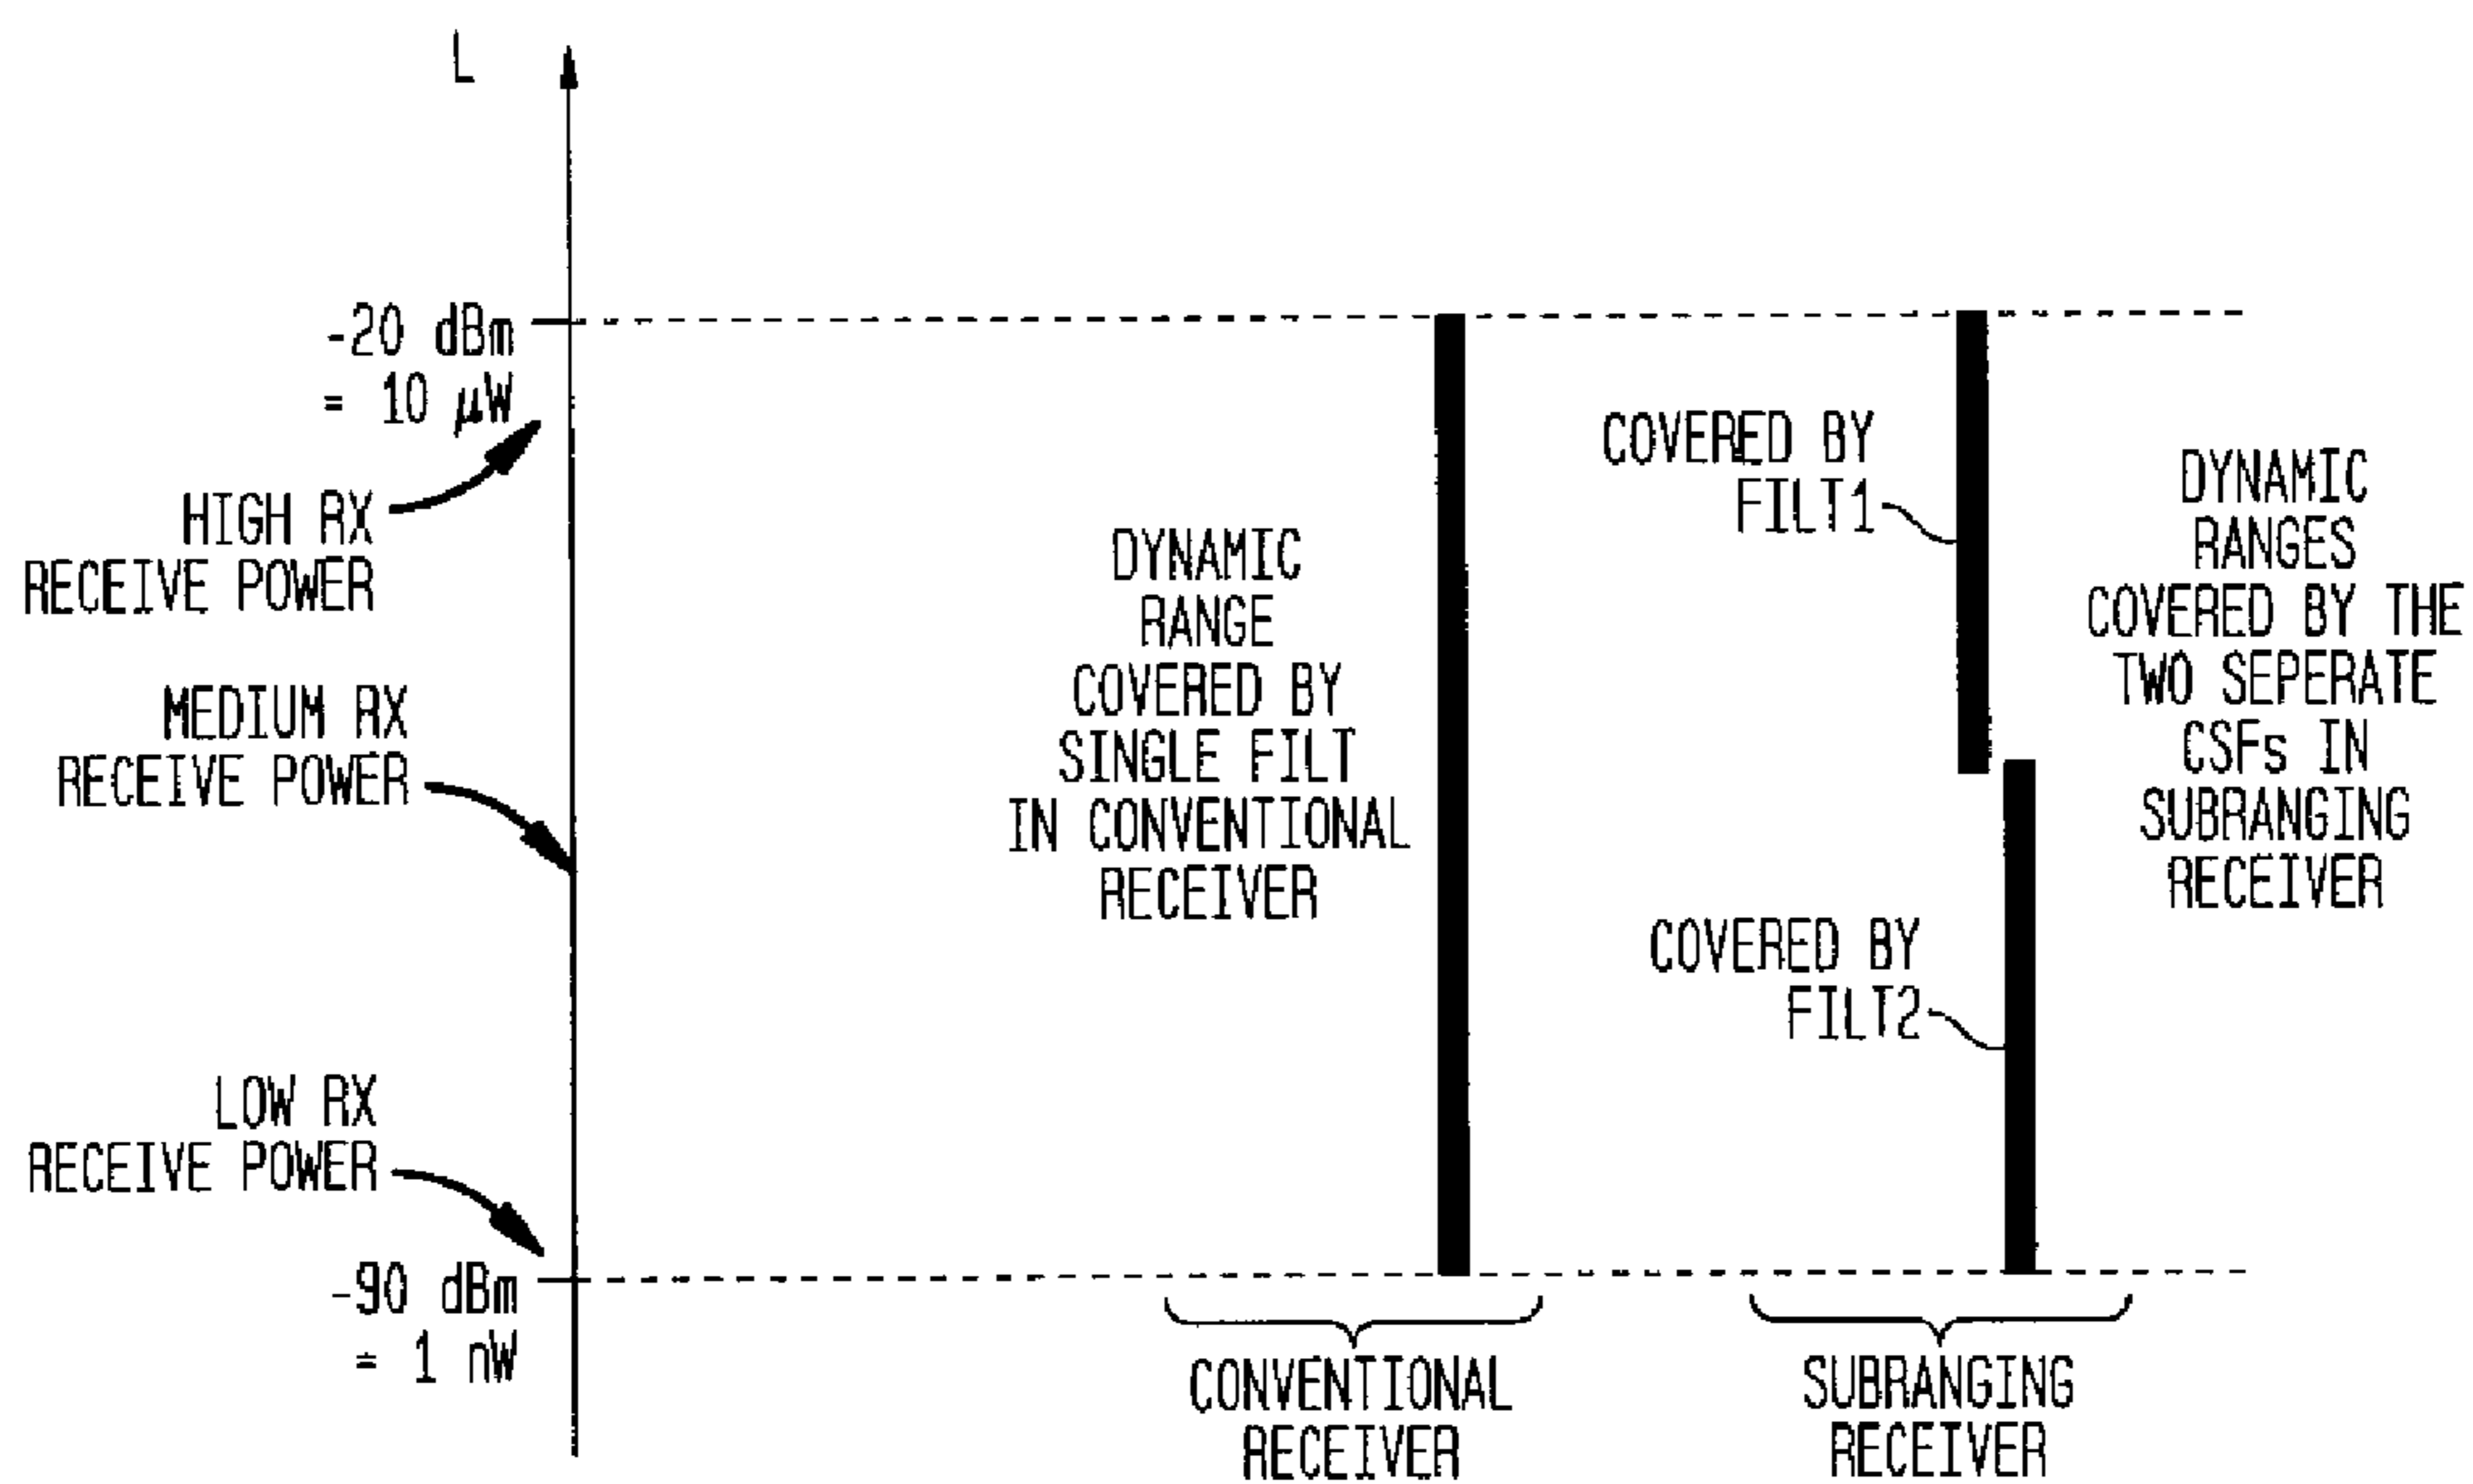 L
-20 dBm
= 10 µW
HIGH RX
RECEIVE POWER
MEDIUM RX
RECEIVE POWER
LOW RX
RECEIVE POWER
-90 dBm
= 1 nW
DYNAMIC
RANGE
COVERED BY
SINGLE FILT
IN CONVENTIONAL
RECEIVER
COVERED BY
FILT1
COVERED BY
FILT2
DYNAMIC
RANGES
COVERED BY THE
TWO SEPERATE
CSFs IN
SUBRANGING
RECEIVER
CONVENTIONAL
RECEIVER
SUBRANGING
RECEIVER